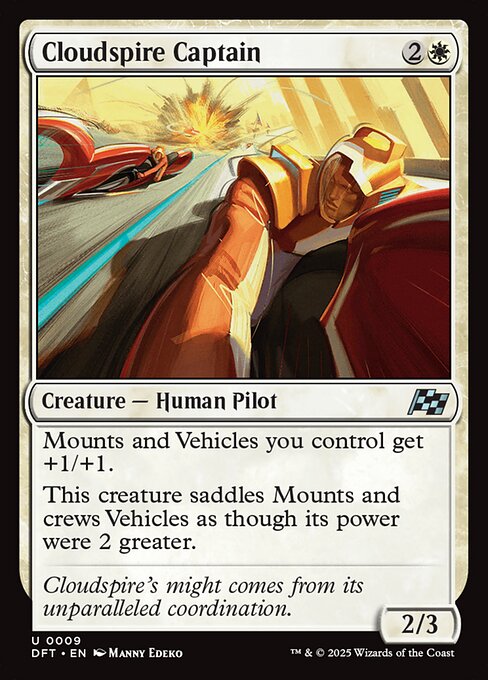 Cloudspire Captain 2
Creature — Human Pilot
Mounts and Vehicles you control get
+1/+1.
This creature saddles Mounts and
crews Vehicles as though its power
were 2 greater.
Cloudspire's might comes from its
unparalleled coordination.
2/3
U 0009
DFT • EN Manny Edeko
™ & © 2025 Wizards of the Coast